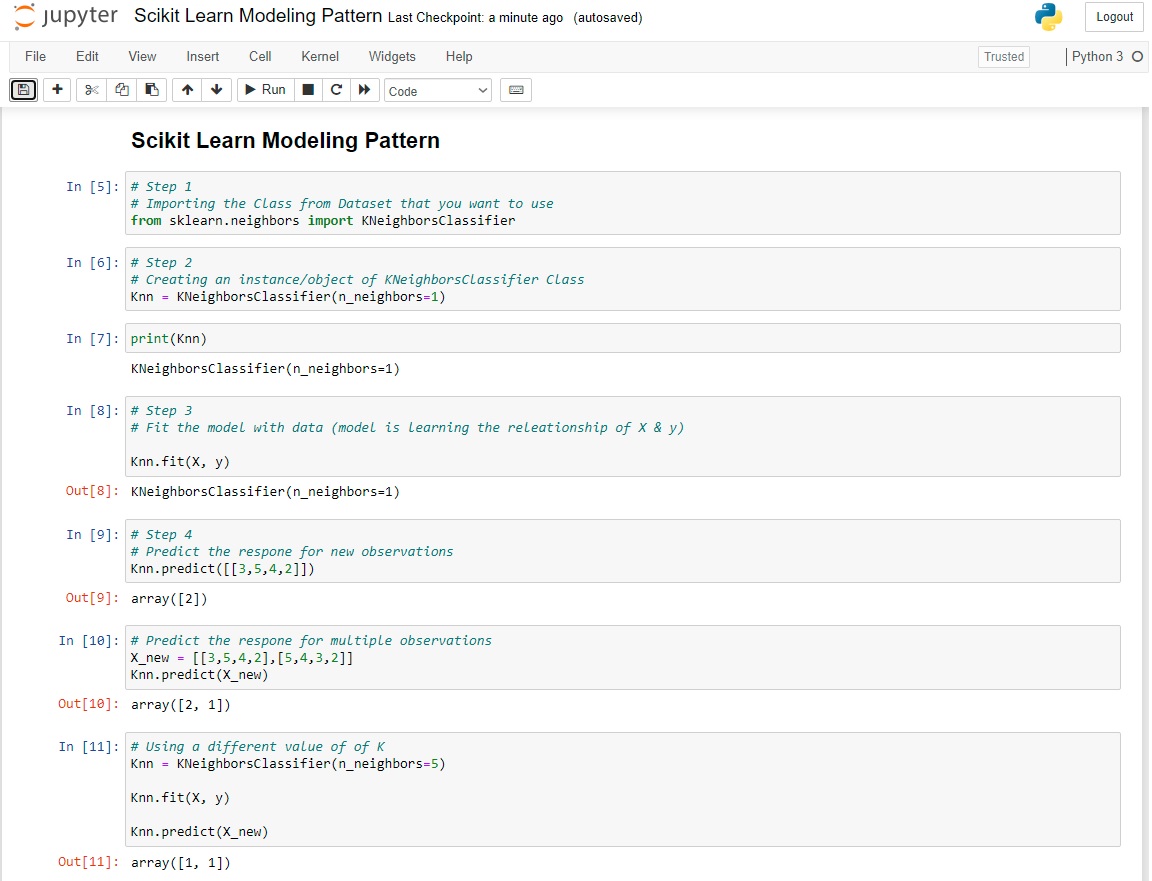 jupyter Scikit Learn Modeling Pattern Last Checkpoint: a minute ago (autosaved) Logout
File Edit View Insert Cell Kernel Widgets Help Trusted Python 3
Run Code
Scikit Learn Modeling Pattern
In [5]: # Step 1
# Importing the Class from Dataset that you want to use
from sklearn.neighbors import KNeighborsClassifier
In [6]: # Step 2
# Creating an instance/object of KNeighborsClassifier Class
Knn = KNeighborsClassifier(n_neighbors=1)
In [7]: print(Knn)
KNeighborsClassifier(n_neighbors=1)
In [8]: # Step 3
# Fit the model with data (model is learning the releationship of X & y)
Knn.fit(X, y)
Out[8]: KNeighborsClassifier(n_neighbors=1)
In [9]: # Step 4
# Predict the respone for new observations
Knn.predict([[3,5,4,2]])
Out[9]: array([2])
In [10]: # Predict the respone for multiple observations
X_new = [[3,5,4,2],[5,4,3,2]]
Knn.predict(X_new)
Out[10]: array([2, 1])
In [11]: # Using a different value of of K
Knn = KNeighborsClassifier(n_neighbors=5)
Knn.fit(X, y)
Knn.predict(X_new)
Out[11]: array([1, 1])